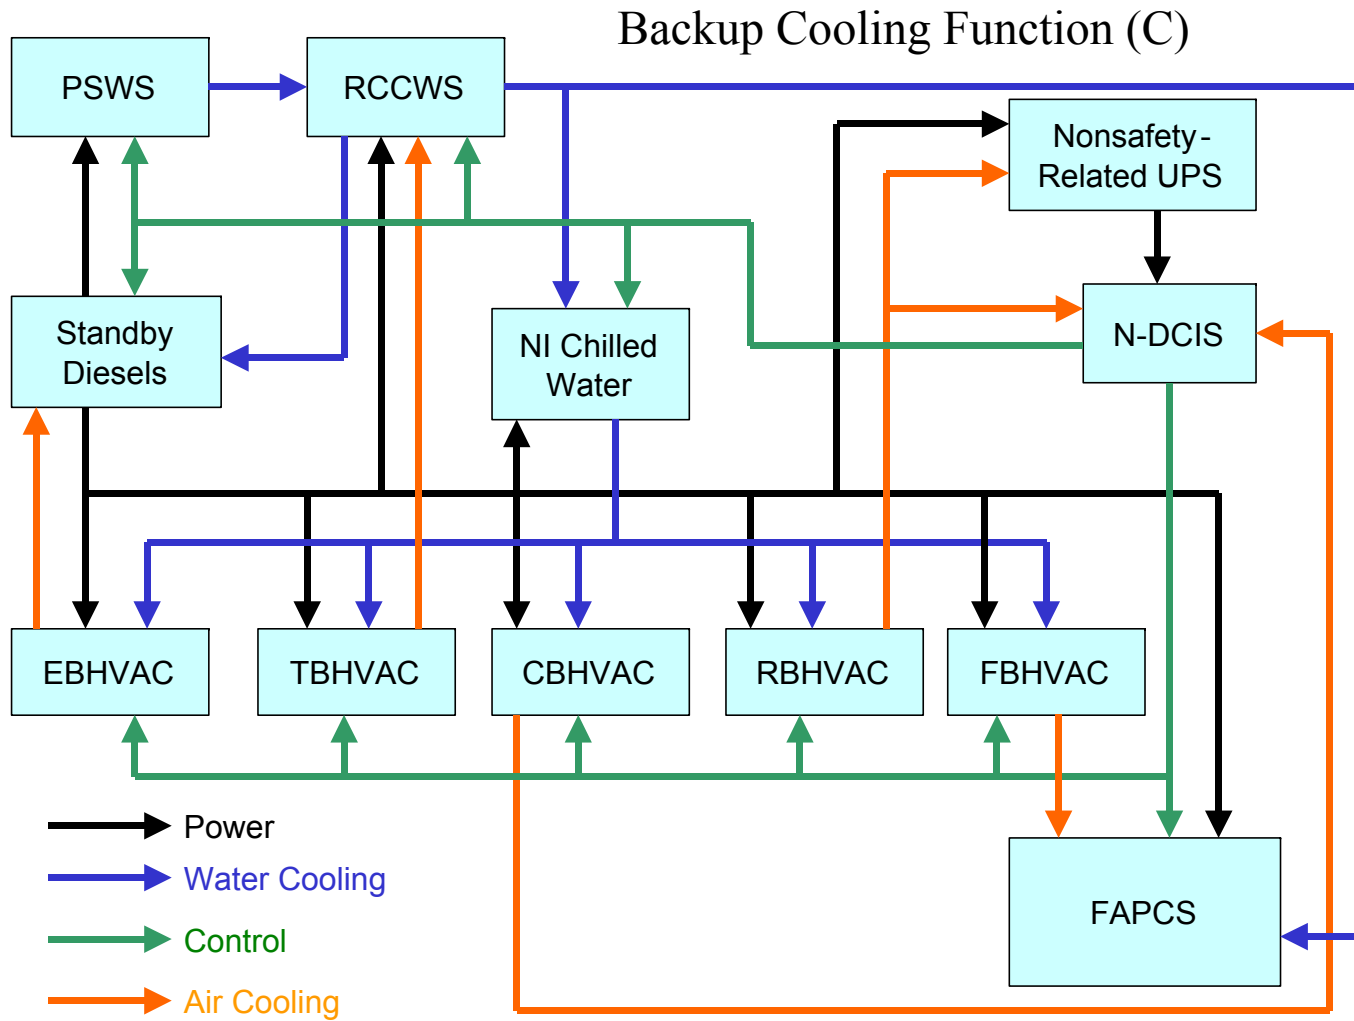 Backup Cooling Function (C)
PSWS
RCCWS
Nonsafety-
Related UPS
Standby
Diesels
NI Chilled
Water
N-DCIS
EBHVAC
TBHVAC
CBHVAC
RBHVAC
FBHVAC
Power
Water Cooling
Control
Air Cooling
FAPCS